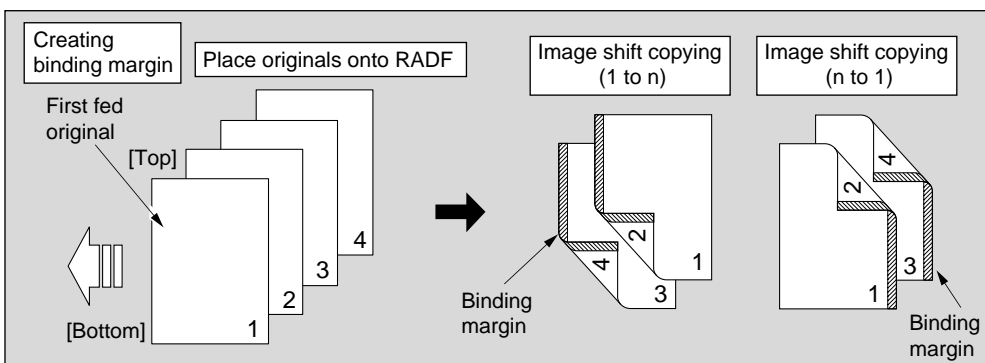 Creating
binding margin
Place originals onto RADF
Image shift copying
(1 to n)
Image shift copying
(n to 1)
First fed
original
[Top]
[Bottom]
1
2
3
4
Binding
margin
4
2
3
1
2
4
1
3
Binding
margin